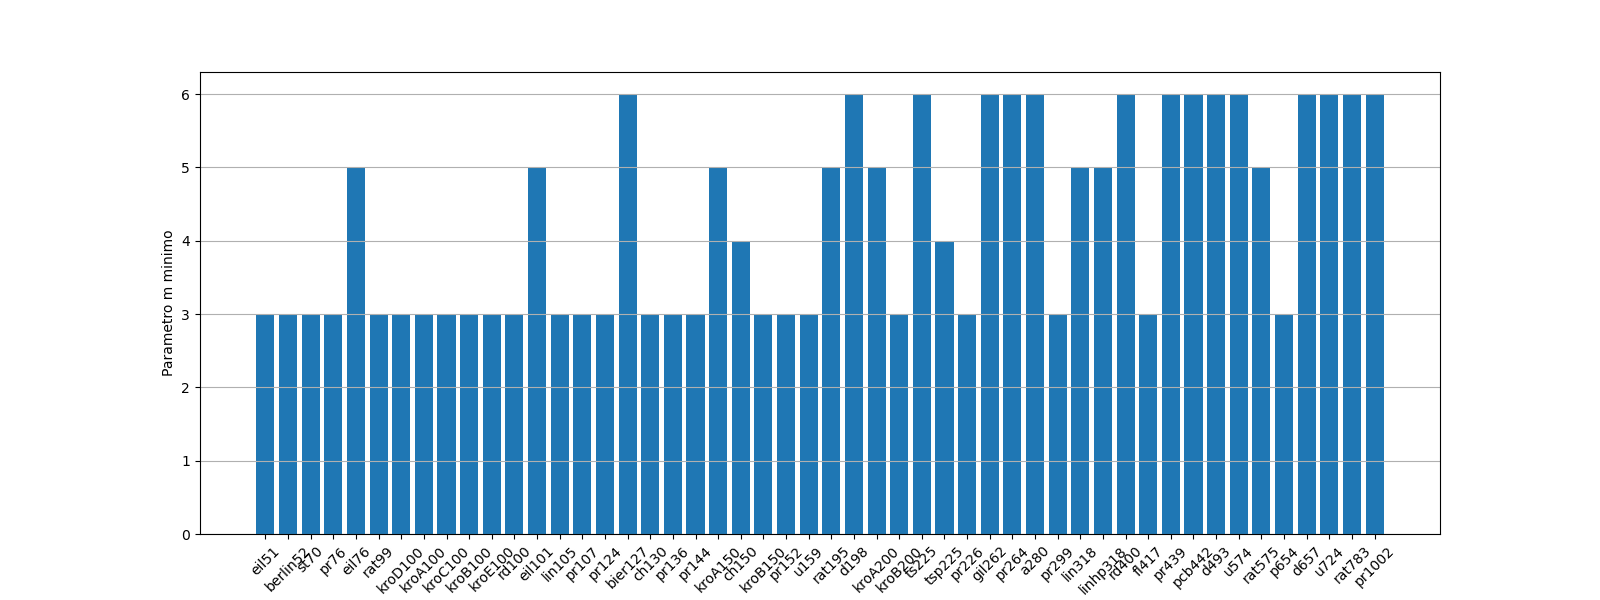 Parametro m minimo
6
5
4
3
2
1
0
eil51
berlin52
st70
pr76
eil76
rat99
kroD100
kroA100
kroC100
kroB100
kroE100
rd100
eil101
lin105
pr107
pr124
bier127
ch130
pr136
pr144
kroA150
ch150
kroB150
pr152
u159
rat195
d198
kroA200
kroB200
ts225
tsp225
pr226
gil262
pr264
a280
pr299
lin318
linhp318
rd400
fl417
pr439
pcb442
d493
u574
rat575
p654
d657
u724
rat783
pr1002